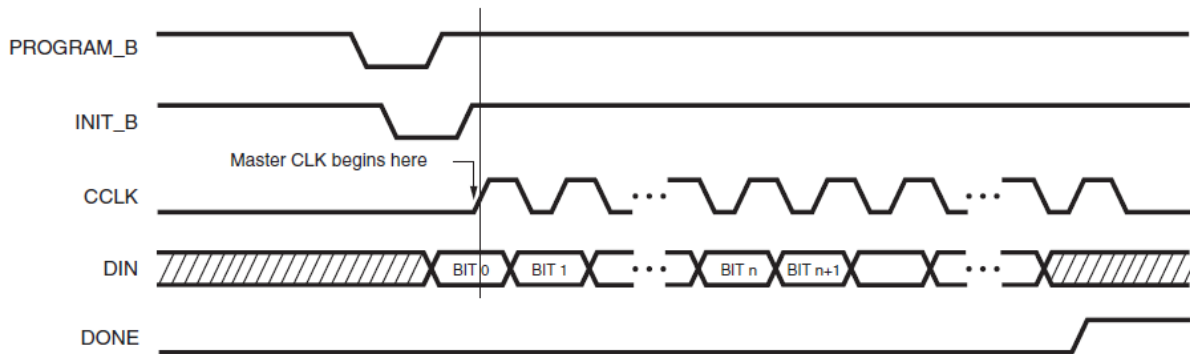 PROGRAM_B
INIT_B
Master CLK begins here
CCLK
DIN
BIT 0
BIT 1
BIT n
BIT n+1
DONE